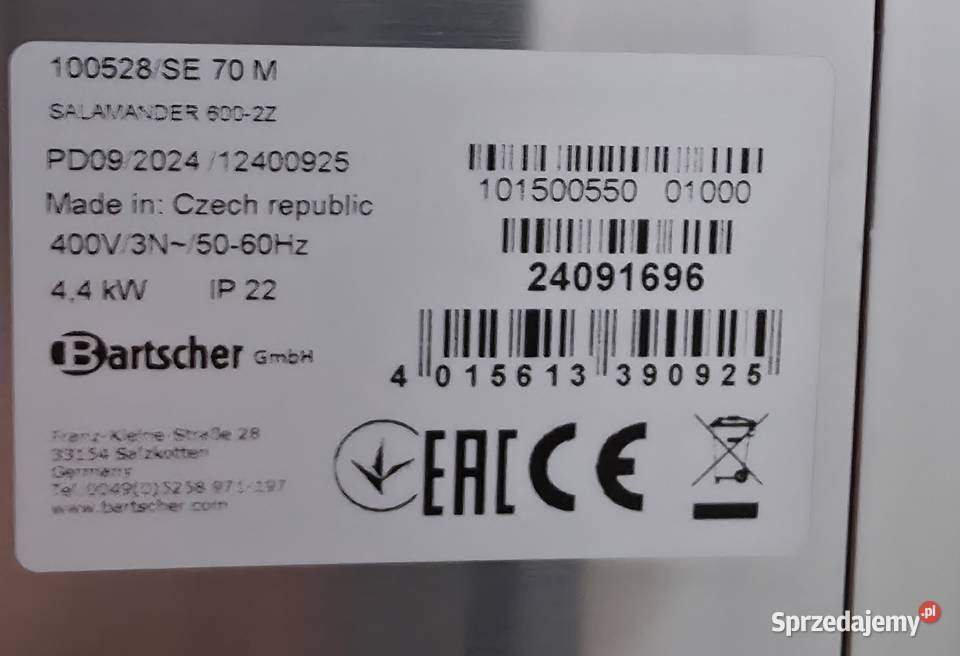 100528/SE 70 M
SALAMANDER 600-2Z
PD09/2024 /12400925
Made in: Czech republic
400V/3N~/50-60Hz
4,4 kW IP 22
101500550 01000
24091696
4 015613 390925
Bartscher GmbH
Franz-Kleine-Straße 28
33154 Salzkotten
Germany
Tel. 0049(0)5258 971-197
www.bartscher.com
EAC CE
Sprzedajemy.pl